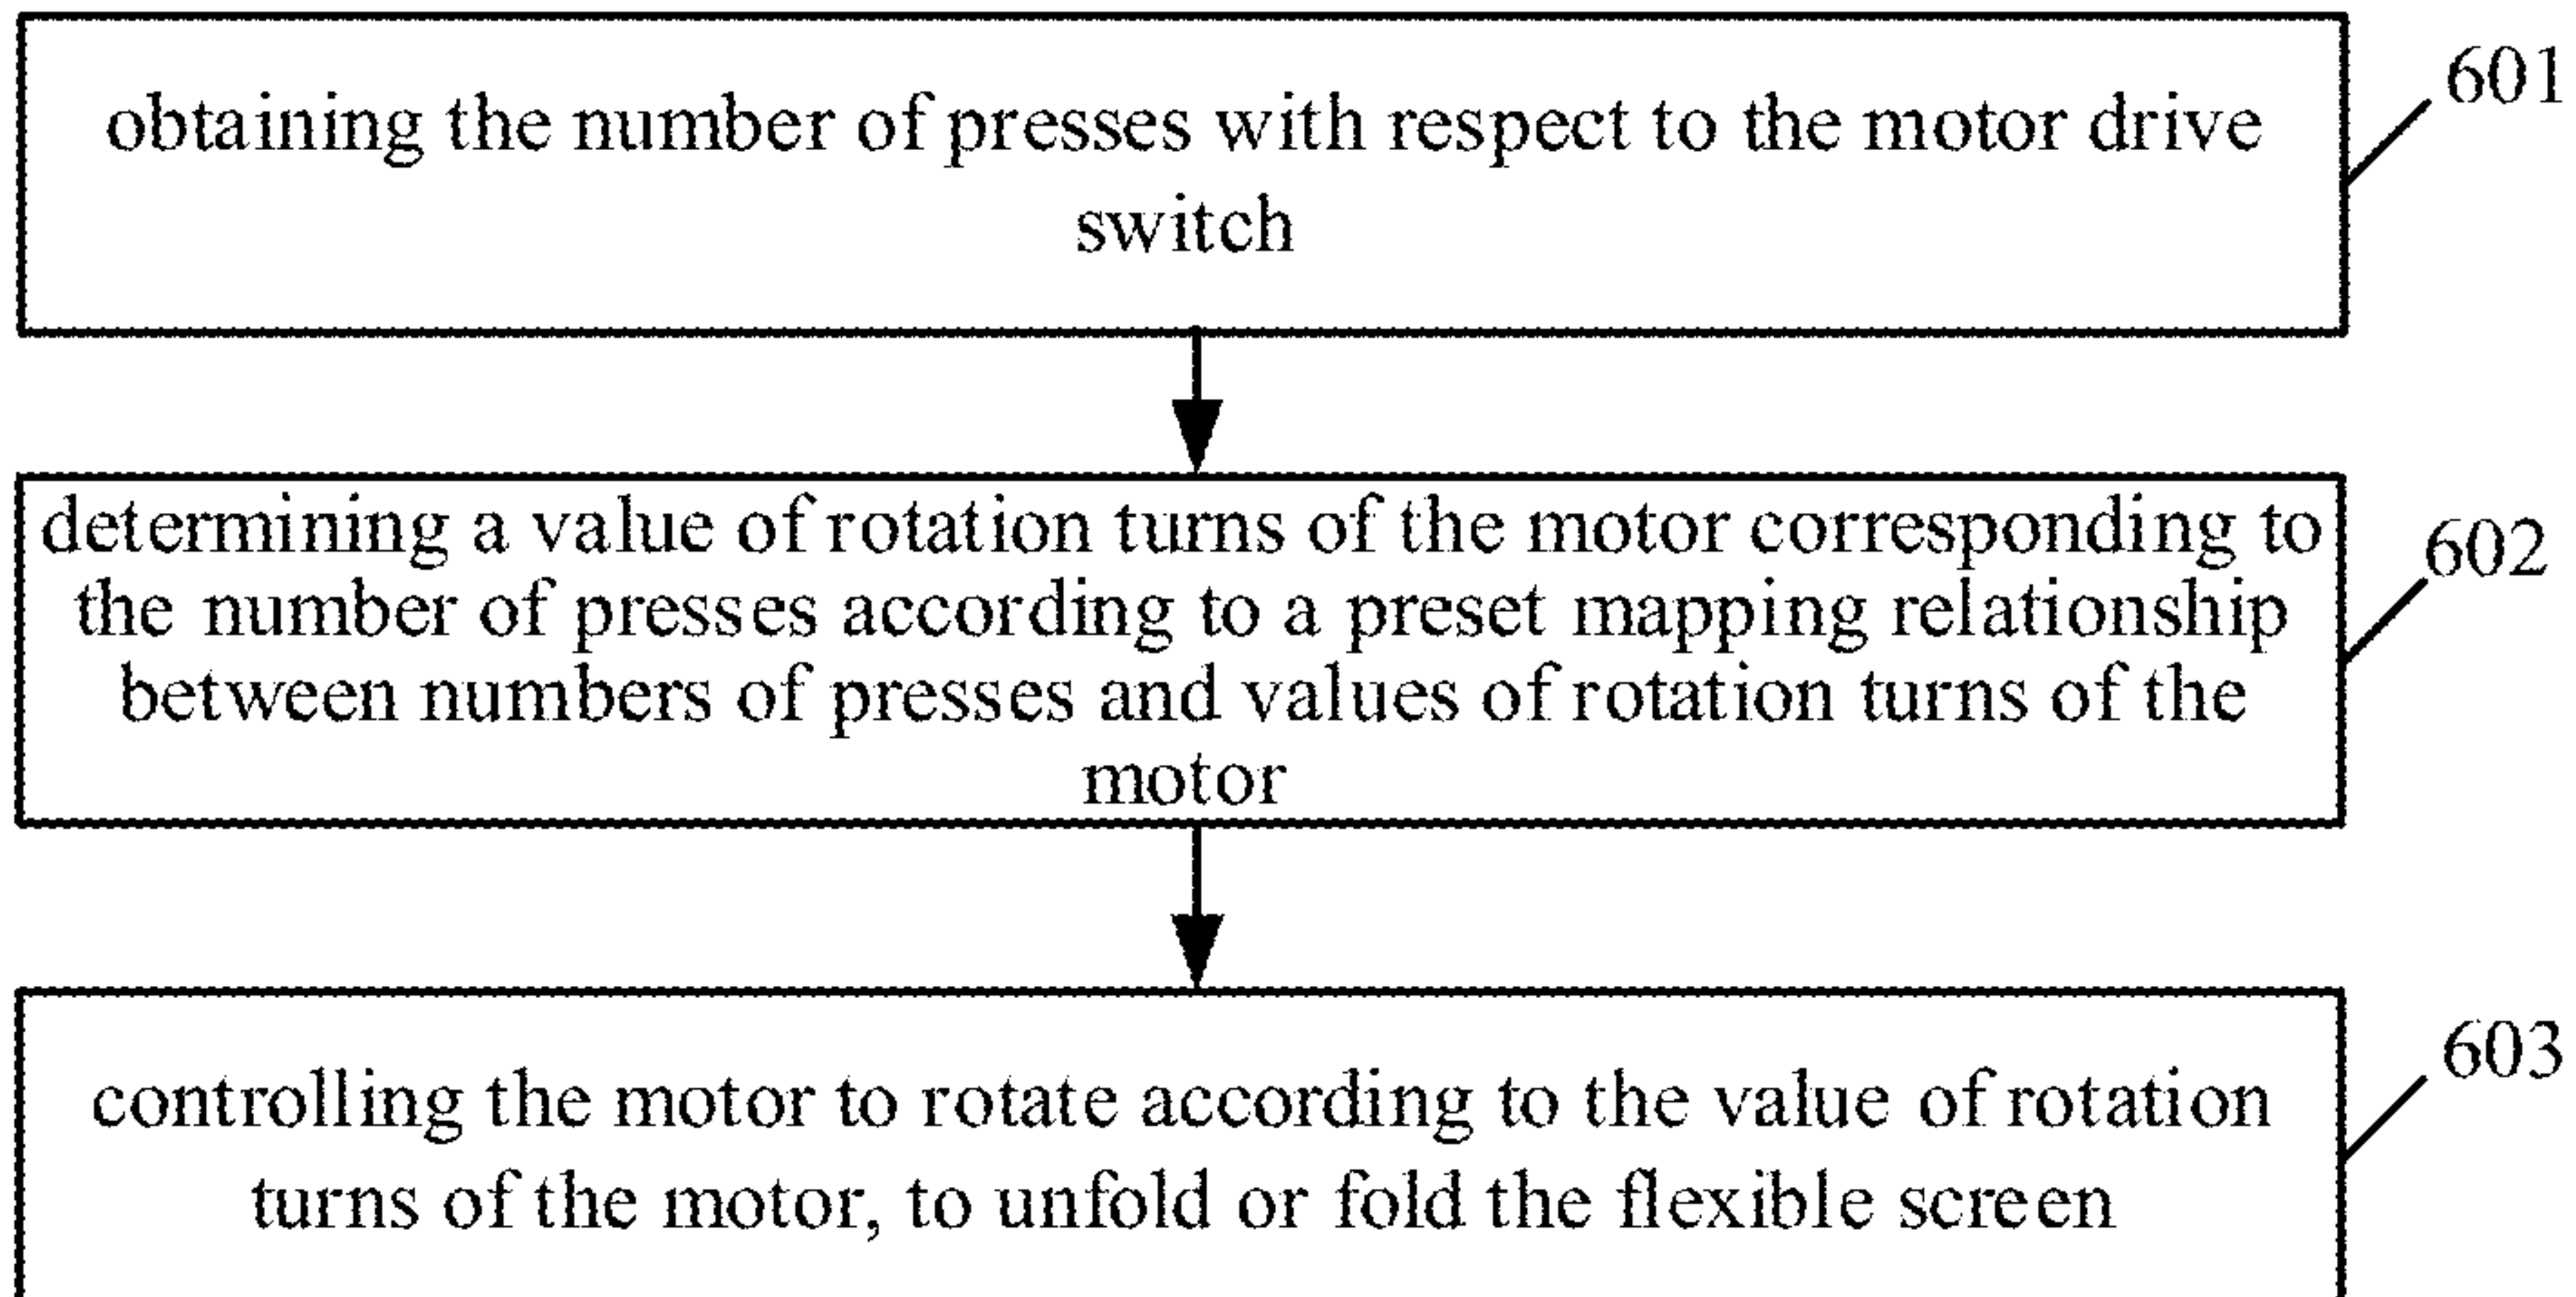 obtaining the number of presses with respect to the motor drive
switch
601
determining a value of rotation turns of the motor corresponding to
the number of presses according to a preset mapping relationship
between numbers of presses and values of rotation turns of the
motor
602
controlling the motor to rotate according to the value of rotation
turns of the motor, to unfold or fold the flexible screen
603